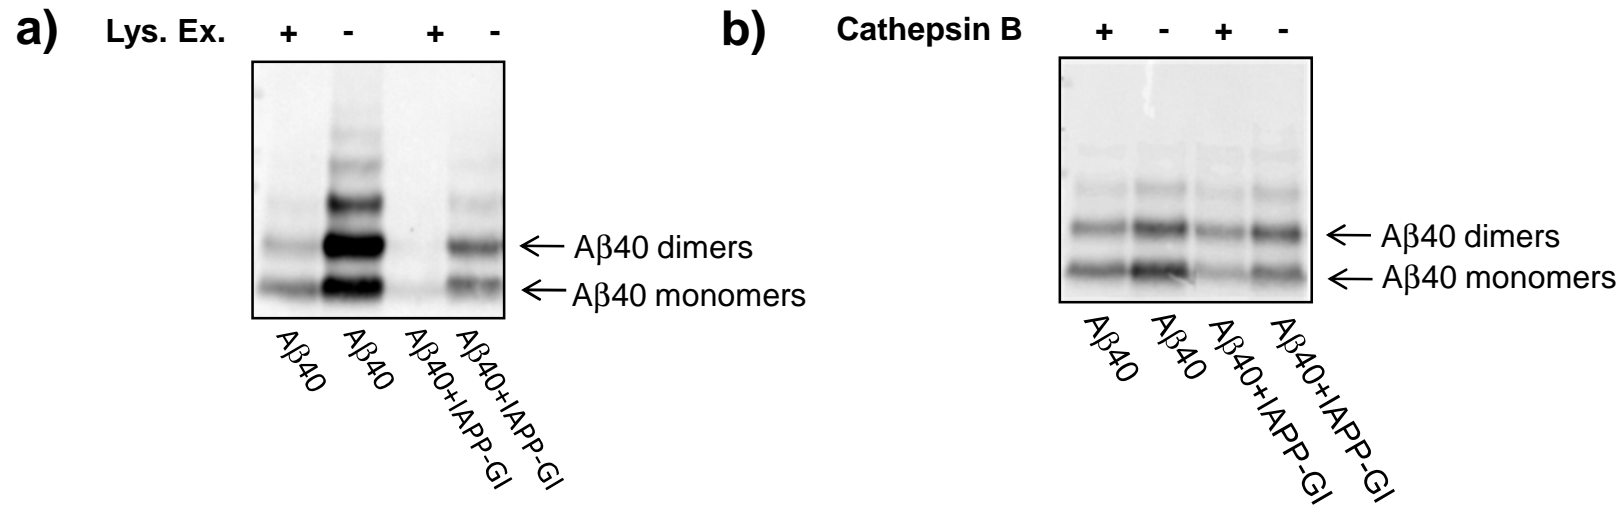 a) Lys. Ex. + - + -
Aβ40 dimers
Aβ40 monomers
Aβ40 Aβ40 Aβ40+IAPP-GI Aβ40+IAPP-GI
b) Cathepsin B + - + -
Aβ40 dimers
Aβ40 monomers
Aβ40 Aβ40 Aβ40+IAPP-GI Aβ40+IAPP-GI